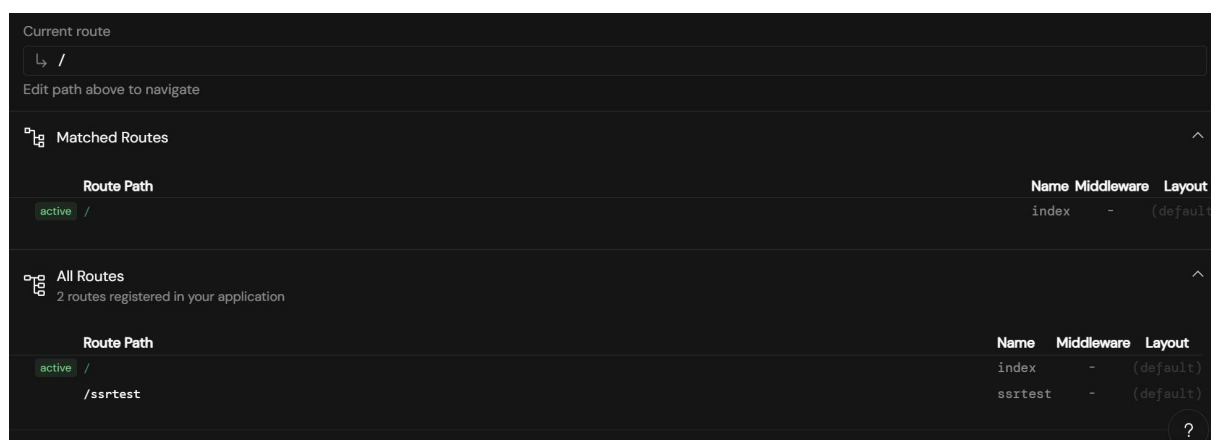 Current route
/
Edit path above to navigate
Matched Routes
Route Path Name Middleware Layout
active / index - (default
All Routes
2 routes registered in your application
Route Path Name Middleware Layout
active / index - (default)
/ssrtest ssrtest - (default)
?